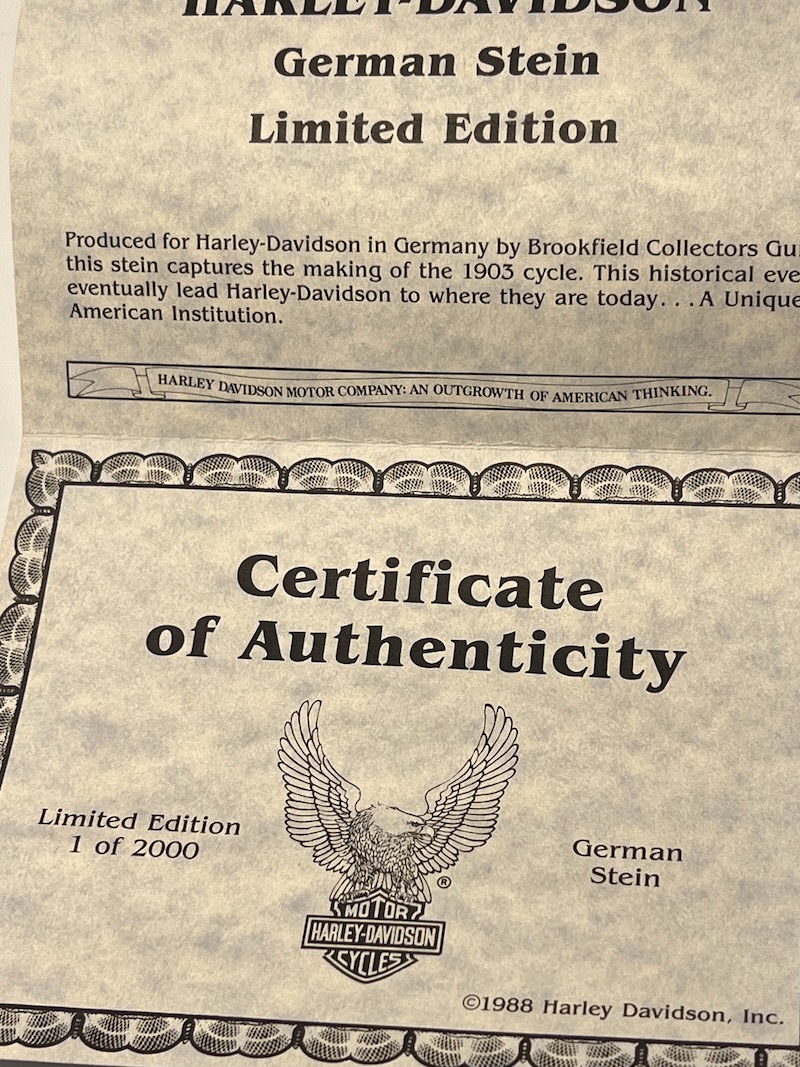 HARLEY-DAVIDSON
German Stein
Limited Edition
Produced for Harley-Davidson in Germany by Brookfield Collectors
this stein captures the making of the 1903 cycle. This historical
eventually lead Harley-Davidson to where they are today. . . A Unique
American Institution.
HARLEY DAVIDSON MOTOR COMPANY: AN OUTGROWTH OF AMERICAN THINKING.
Certificate
of Authenticity
Limited Edition
1 of 2000
German
Stein
®
MOTOR
HARLEY-DAVIDSON
CYCLES
©1988 Harley Davidson, Inc.